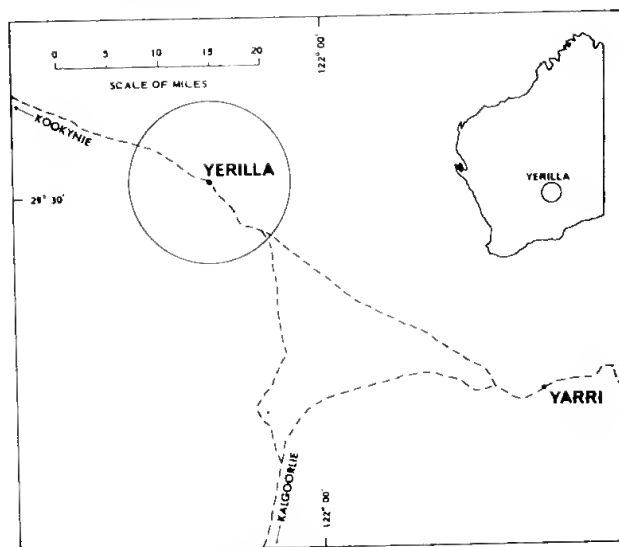 0 5 10 15 20
SCALE OF MILES
122° 00'
KOOKYNIE
YERILLA
29° 30'
YERILLA
YARRI
KALGOORLIE
122° 00'